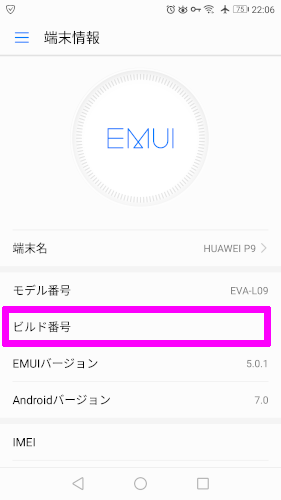 75 22:06
端末情報
EMUI
端末名 HUAWEI P9
モデル番号 EVA-L09
ビルド番号
EMUIバージョン 5.0.1
Androidバージョン 7.0
IMEI